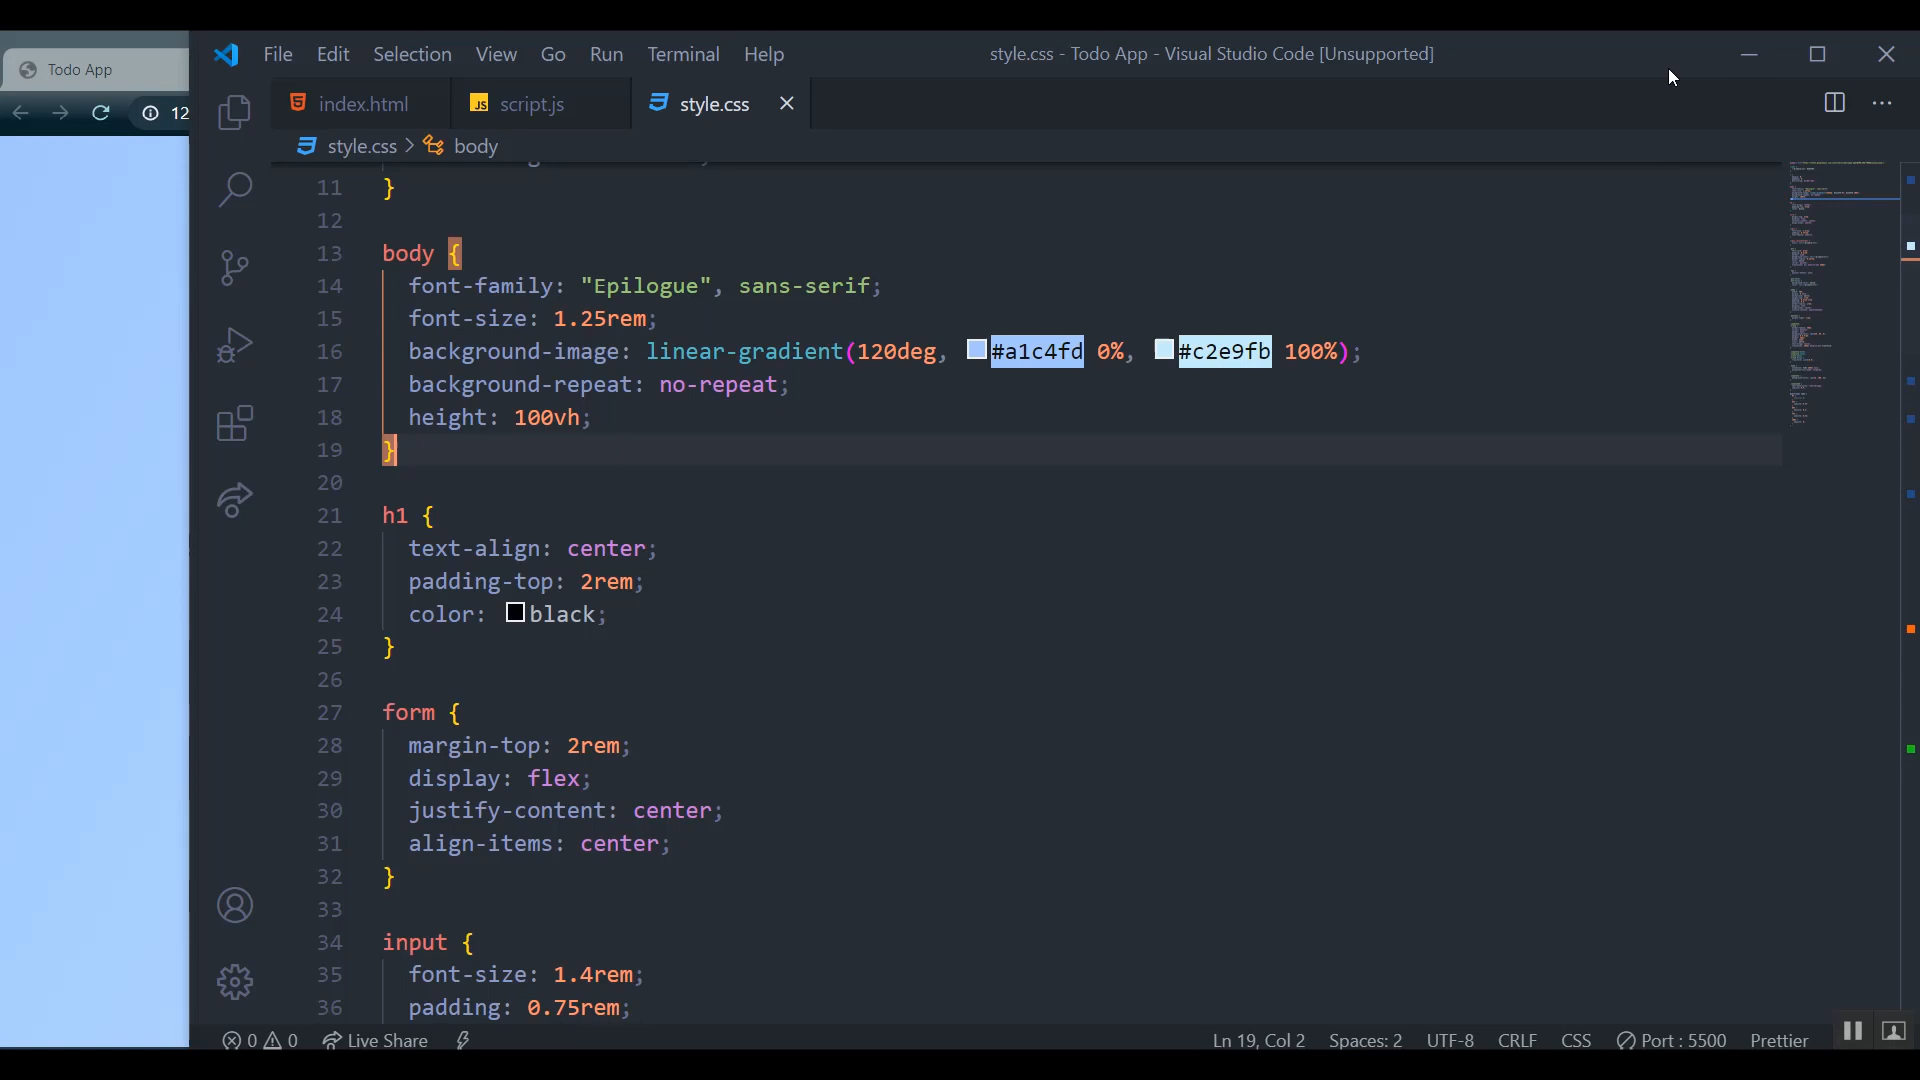 Todo App
12
File Edit Selection View Go Run Terminal Help
style.css - Todo App - Visual Studio Code [Unsupported]
index.html
JS script.js
style.css
style.css > body
11 }
12
13 body {
14 font-family: "Epilogue", sans-serif;
15 font-size: 1.25rem;
16 background-image: linear-gradient(120deg, #a1c4fd 0%, #c2e9fb 100%);
17 background-repeat: no-repeat;
18 height: 100vh;
19 }
20
21 h1 {
22 text-align: center;
23 padding-top: 2rem;
24 color: black;
25 }
26
27 form {
28 margin-top: 2rem;
29 display: flex;
30 justify-content: center;
31 align-items: center;
32 }
33
34 input {
35 font-size: 1.4rem;
36 padding: 0.75rem;
0 0 Live Share Ln 19, Col 2 Spaces: 2 UTF-8 CRLF CSS Port : 5500 Prettier